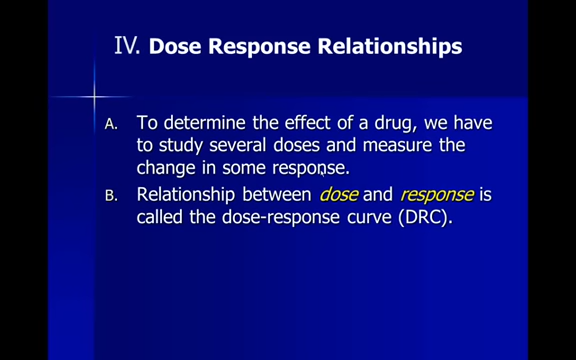 IV. Dose Response Relationships
A. To determine the effect of a drug, we have
to study several doses and measure the
change in some response.
B. Relationship between dose and response is
called the dose-response curve (DRC).